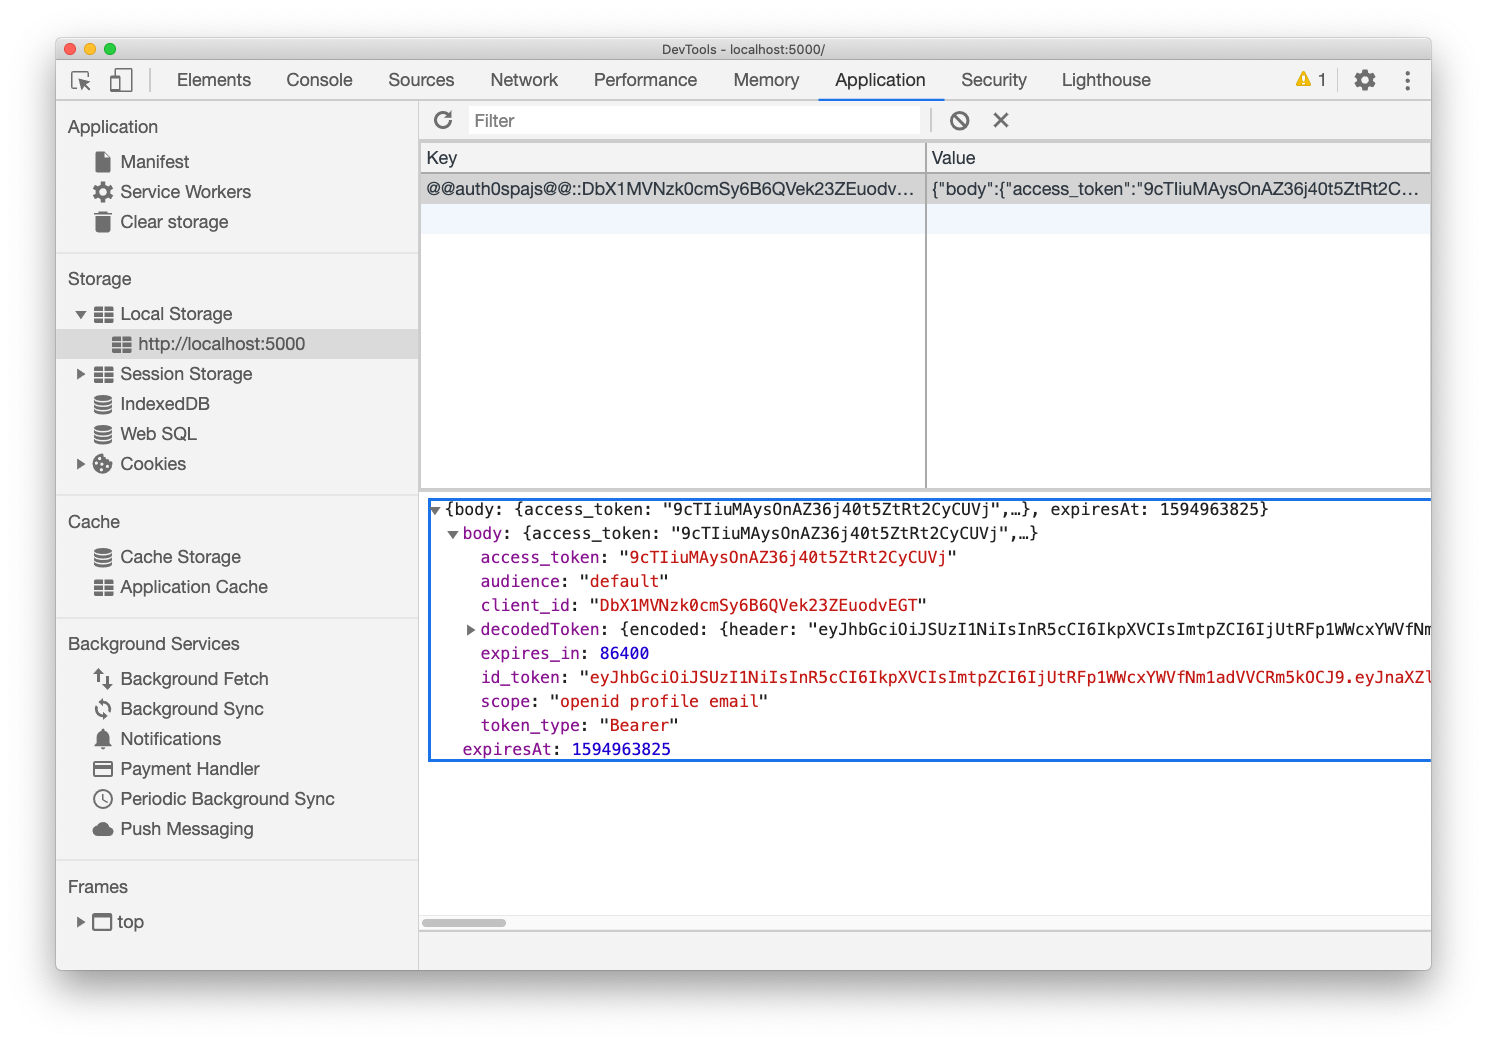 DevTools - localhost:5000/
Elements Console Sources Network Performance Memory Application Security Lighthouse 1
Application
Manifest
Service Workers
Clear storage
Storage
Local Storage
http://localhost:5000
Session Storage
IndexedDB
Web SQL
Cookies
Cache
Cache Storage
Application Cache
Background Services
Background Fetch
Background Sync
Notifications
Payment Handler
Periodic Background Sync
Push Messaging
Frames
top
Filter
Key Value
@@auth0spajs@@::DbX1MVNzk0cmSy6B6QVek23ZEuodv… {"body":{"access_token":"9cTIiuMAysOnAZ36j40t5ZtRt2C…
{body: {access_token: "9cTIiuMAysOnAZ36j40t5ZtRt2CyCUVj",…}, expiresAt: 1594963825}
body: {access_token: "9cTIiuMAysOnAZ36j40t5ZtRt2CyCUVj",…}
access_token: "9cTIiuMAysOnAZ36j40t5ZtRt2CyCUVj"
audience: "default"
client_id: "DbX1MVNzk0cmSy6B6QVek23ZEuodvEGT"
decodedToken: {encoded: {header: "eyJhbGciOiJSUzI1NiIsInR5cCI6IkpXVCIsImtpZCI6IjUtRFp1WWcxYWVfNm
expires_in: 86400
id_token: "eyJhbGciOiJSUzI1NiIsInR5cCI6IkpXVCIsImtpZCI6IjUtRFp1WWcxYWVfNm1adVVCRm5kOCJ9.eyJnaXZl
scope: "openid profile email"
token_type: "Bearer"
expiresAt: 1594963825